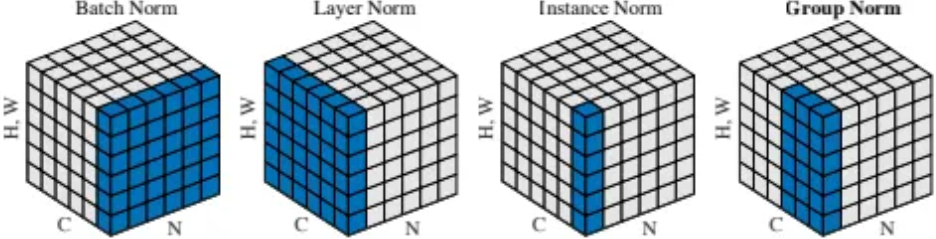 Batch Norm
Layer Norm
Instance Norm
Group Norm
H, W
C
N
H, W
C
N
H, W
C
N
H, W
C
N